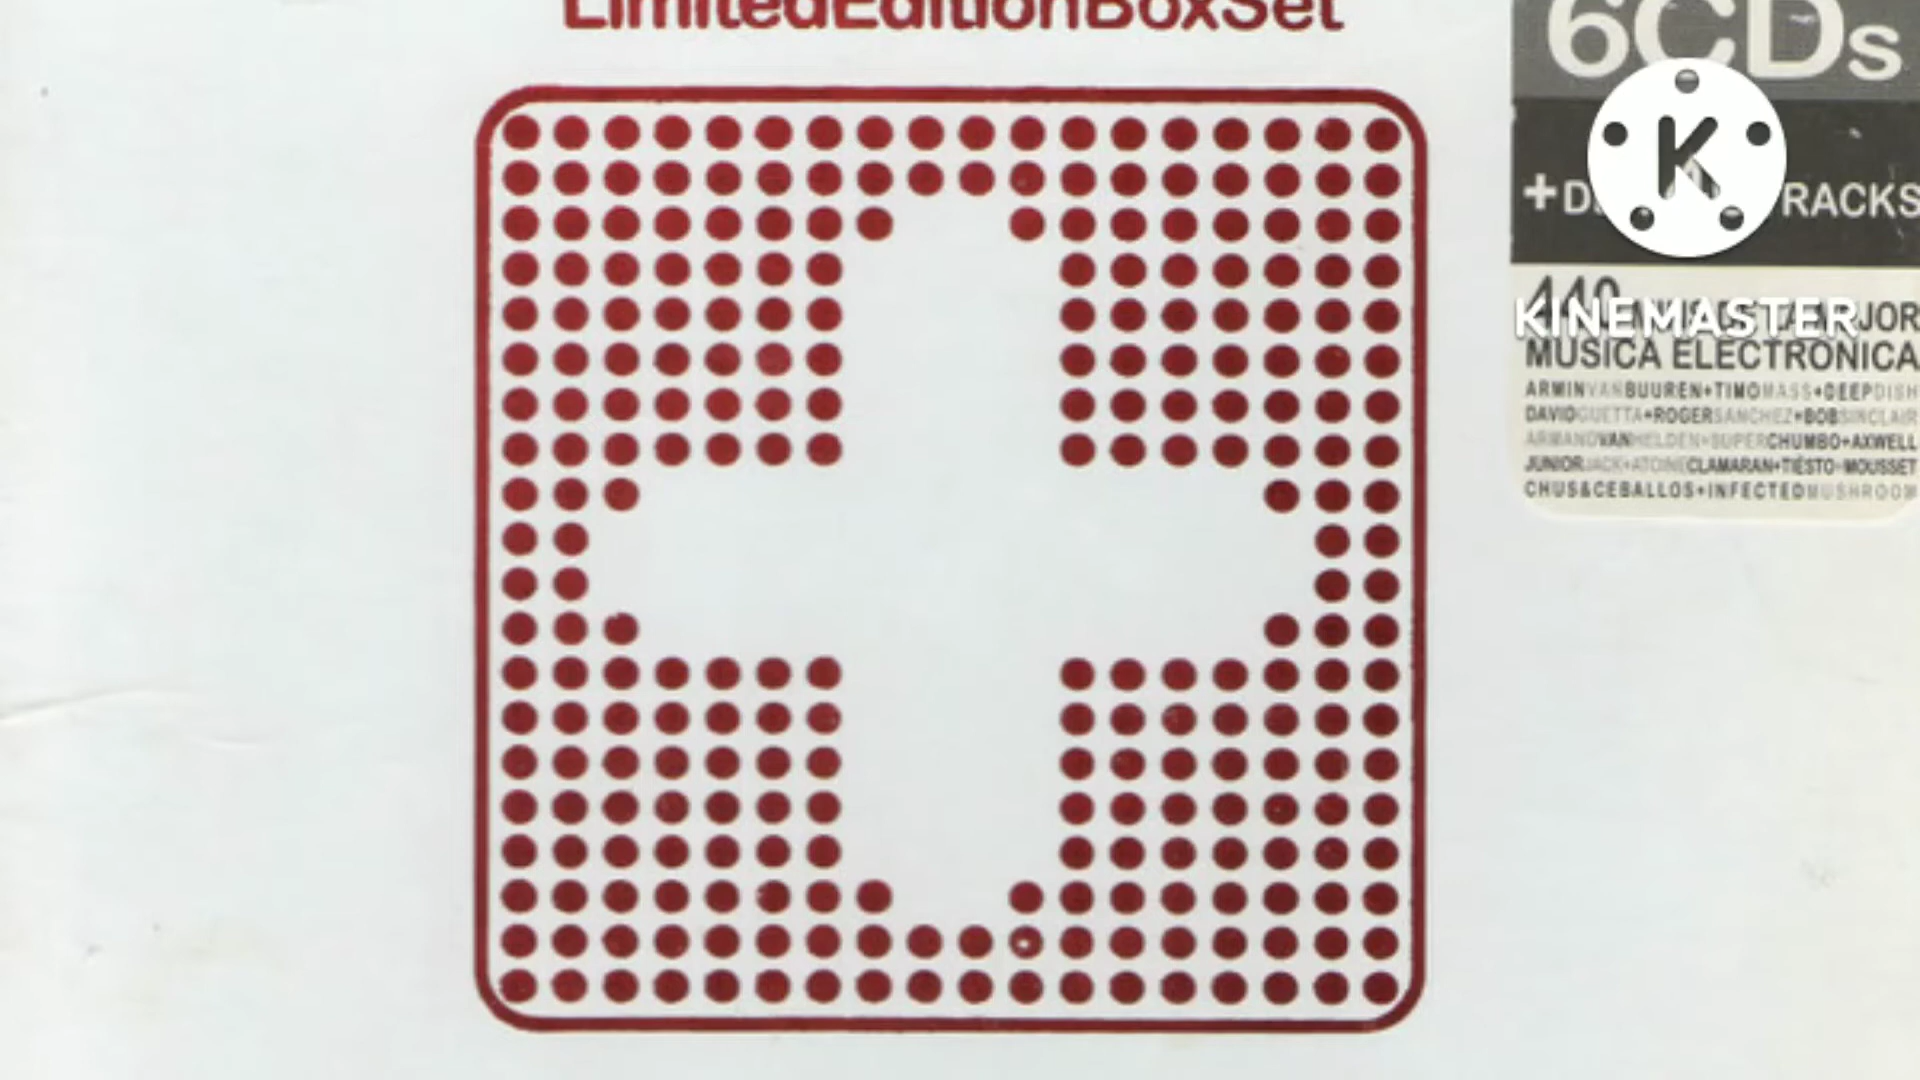 LimitedEditionBoxSet
6CDs
RACKS
KINEMASTER
MUSICA ELECTRONICA
ARMINVANBUUREN+TIMOMASS+DEEPDISH
DAVIDGUETTA+ROGERSANCHEZ+BOBSINCLAIR
ARMANDVANHELDEN+SUPERCHUMBO+AXWELL
JUNIORJACK+ATOINECLAMARAN+TIËSTO+MOUSSET
CHUS&CEBALLOS+INFECTEDMUSHROOM